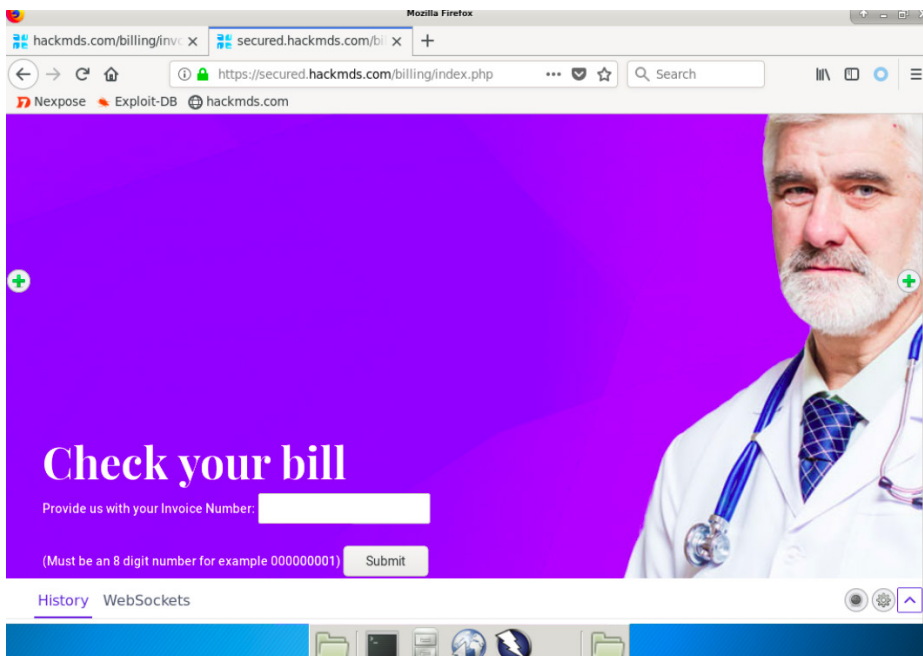 Mozilla Firefox
hackmds.com/billing/inv
secured.hackmds.com/bil
https://secured.hackmds.com/billing/index.php
Search
Nexpose Exploit-DB hackmds.com
Check your bill
Provide us with your Invoice Number:
(Must be an 8 digit number for example 000000001) Submit
History WebSockets